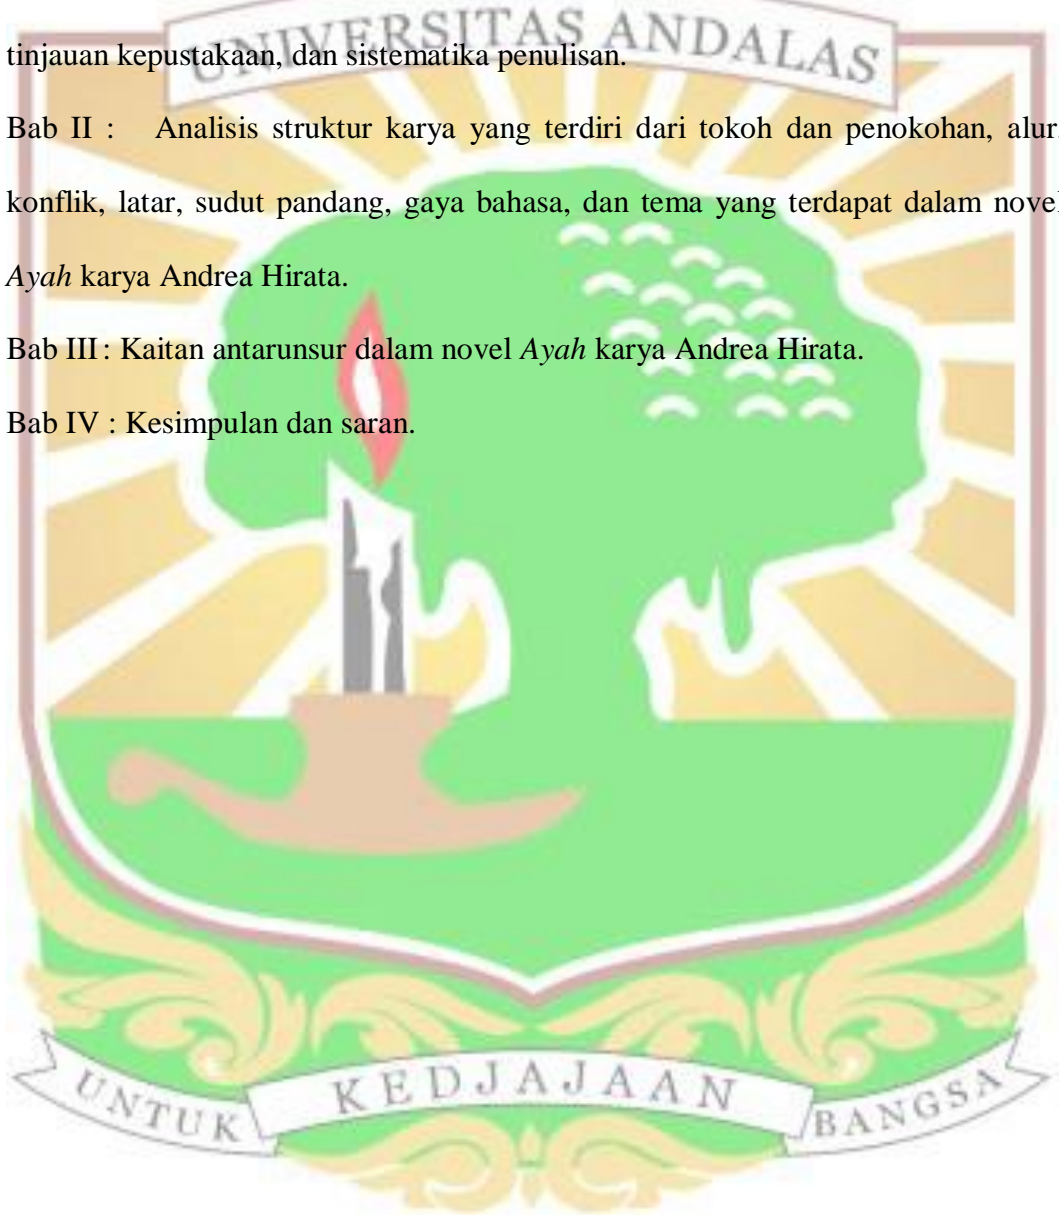 UNIVERSITAS ANDALAS
tinjauan kepustakaan, dan sistematika penulisan.
Bab II : Analisis struktur karya yang terdiri dari tokoh dan penokohan, alur,
konflik, latar, sudut pandang, gaya bahasa, dan tema yang terdapat dalam novel
Ayah karya Andrea Hirata.
Bab III : Kaitan antarunsur dalam novel Ayah karya Andrea Hirata.
Bab IV : Kesimpulan dan saran.
UNTUK KEDJAJAAN BANGSA